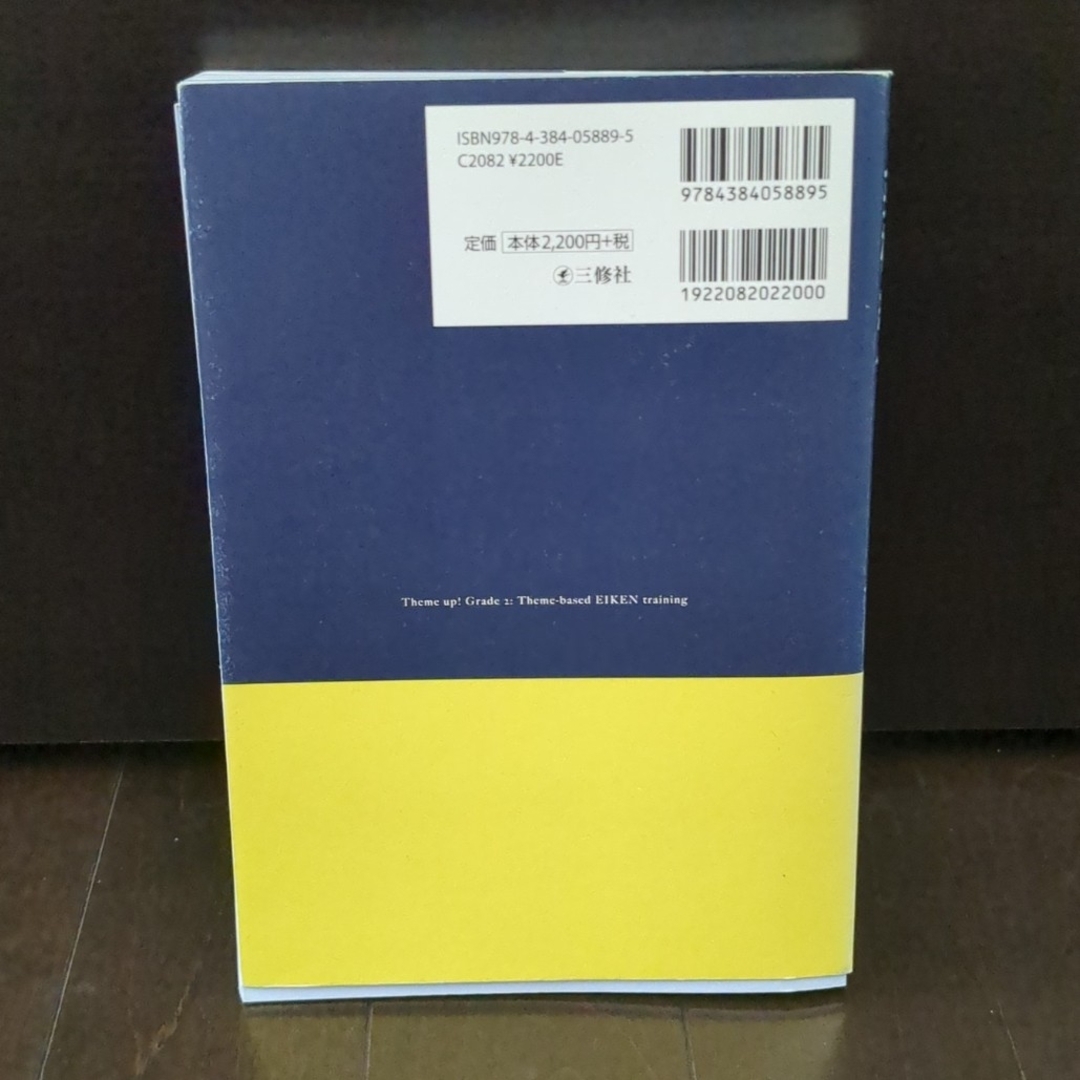 ISBN978-4-384-05889-5
C2082 ¥2200E
9784384058895
定価 本体2,200円+税
三修社
1922082022000
Theme up! Grade 2: Theme-based EIKEN training